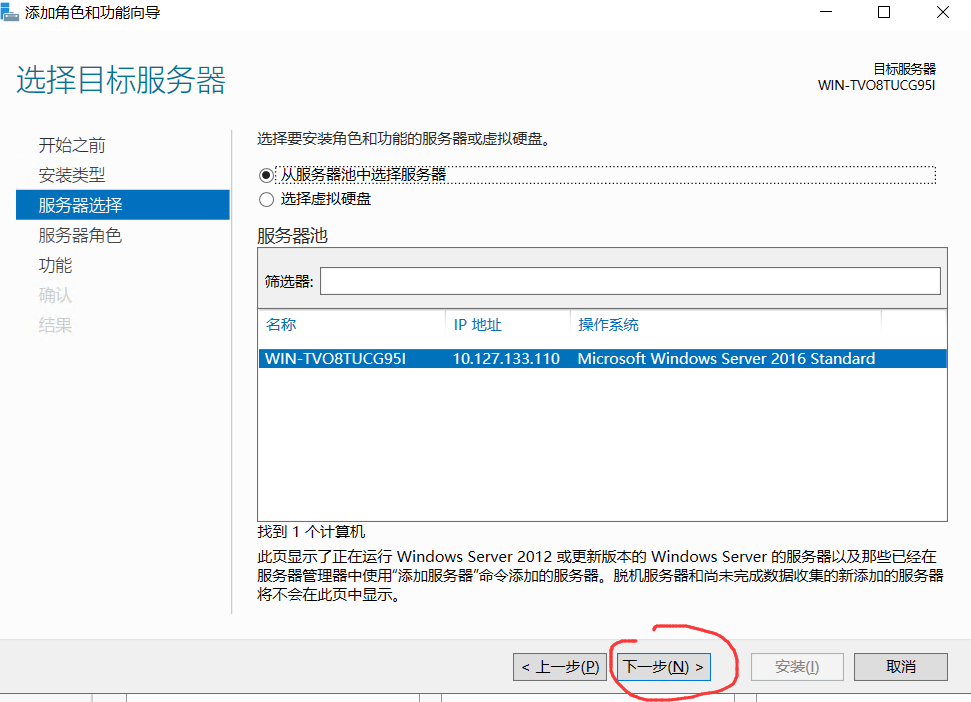 添加角色和功能向导
选择目标服务器
目标服务器
WIN-TVO8TUCG95I
开始之前
安装类型
服务器选择
服务器角色
功能
确认
结果
选择要安装角色和功能的服务器或虚拟硬盘。
从服务器池中选择服务器
选择虚拟硬盘
服务器池
筛选器:
名称 IP 地址 操作系统
WIN-TVO8TUCG95I 10.127.133.110 Microsoft Windows Server 2016 Standard
找到 1 个计算机
此页显示了正在运行 Windows Server 2012 或更新版本的 Windows Server 的服务器以及那些已经在
服务器管理器中使用"添加服务器"命令添加的服务器。脱机服务器和尚未完成数据收集的新添加的服务器
将不会在此页中显示。
< 上一步(P) 下一步(N) > 安装(I) 取消